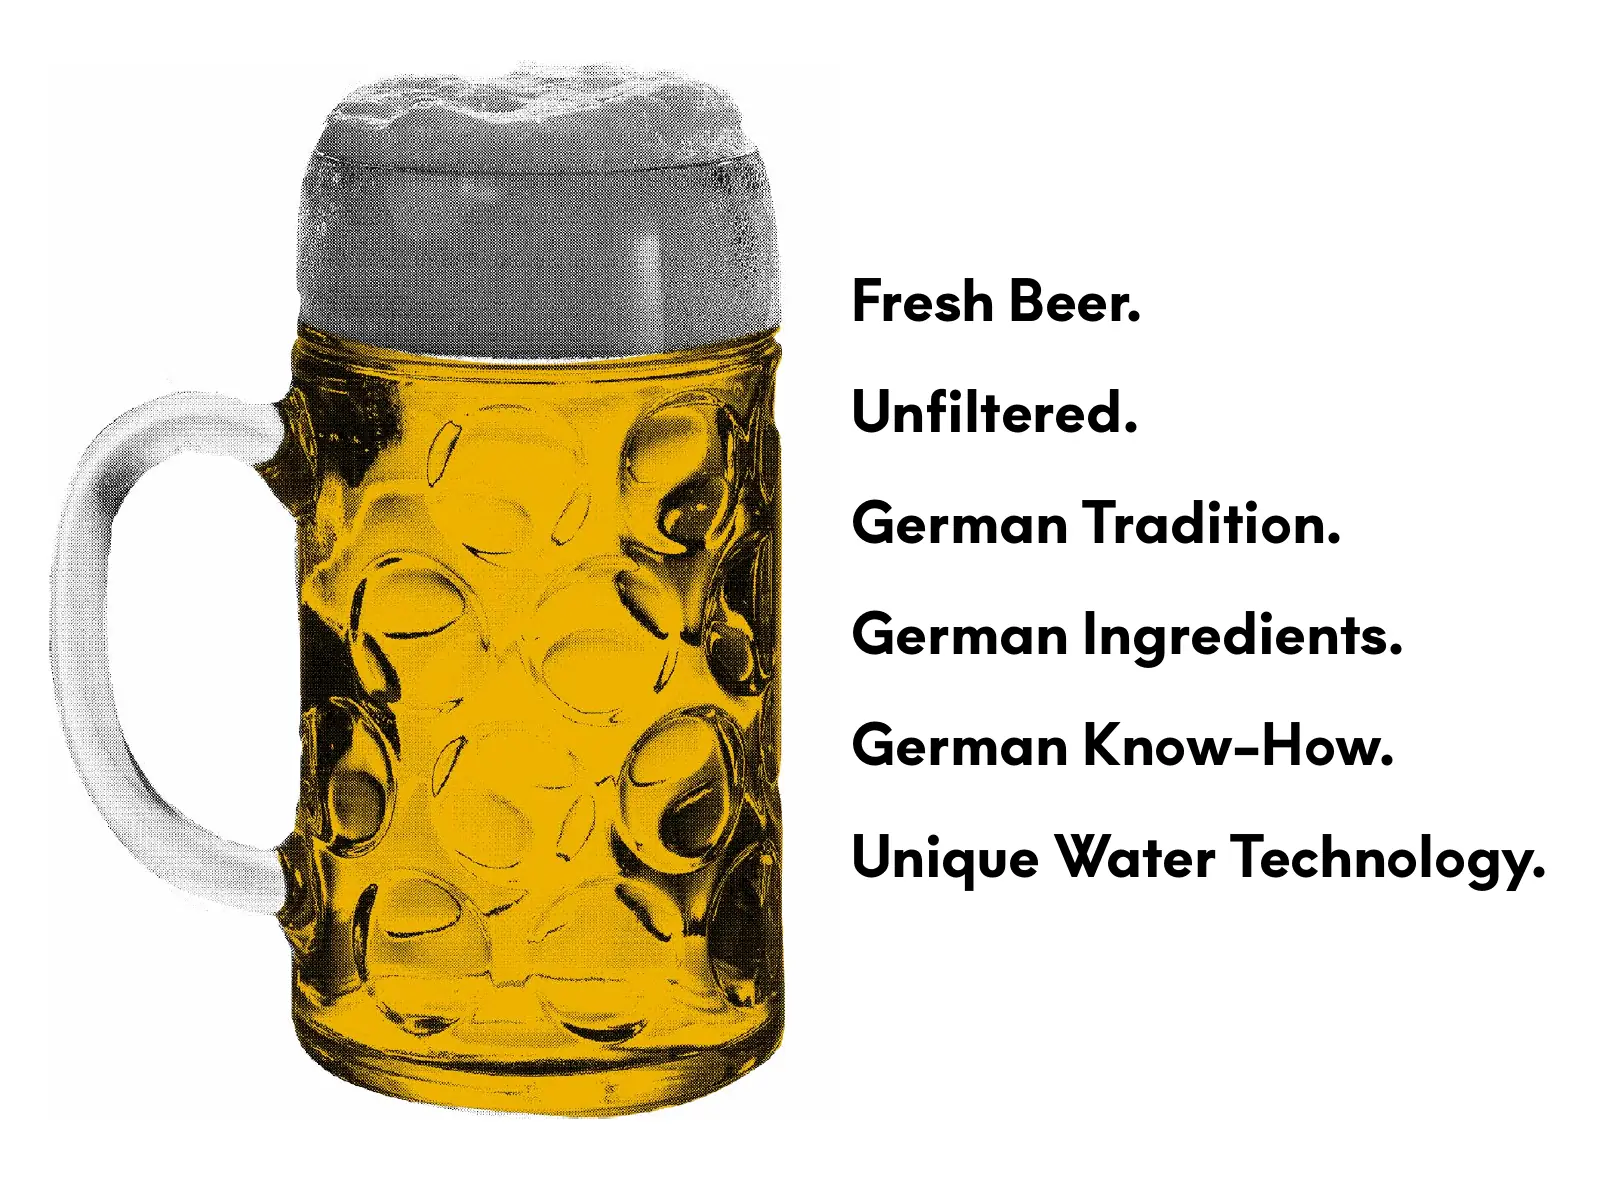 Fresh Beer.
Unfiltered.
German Tradition.
German Ingredients.
German Know–How.
Unique Water Technology.